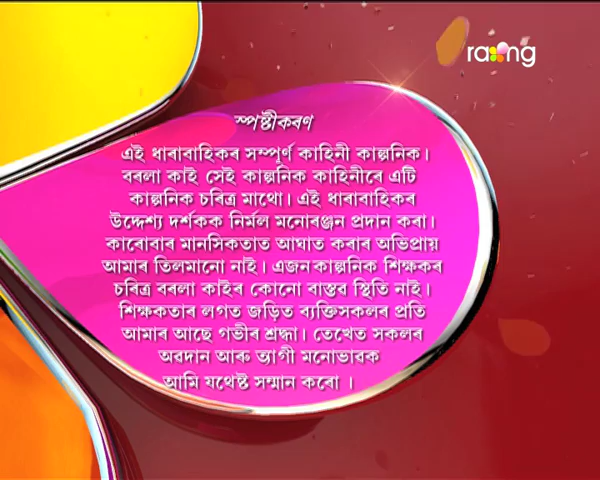 rang
স্পষ্টীকৰণ
এই ধাৰাবাহিকৰ সম্পূৰ্ণ কাহিনী কাল্পনিক।
বৰলা কাই সেই কাল্পনিক কাহিনীৰে এটি
কাল্পনিক চৰিত্ৰ মাথো। এই ধাৰাবাহিকৰ
উদ্দেশ্য দৰ্শকক নিৰ্মল মনোৰঞ্জন প্ৰদান কৰা।
কাৰোবাৰ মানসিকতাত আঘাত কৰাৰ অভিপ্ৰায়
আমাৰ তিলমানো নাই। এজন কাল্পনিক শিক্ষকৰ
চৰিত্ৰ বৰলা কাইৰ কোনো বাস্তৱ স্থিতি নাই।
শিক্ষকতাৰ লগত জড়িত ব্যক্তিসকলৰ প্ৰতি
আমাৰ আছে গভীৰ শ্ৰদ্ধা। তেখেত সকলৰ
অৱদান আৰু ত্যাগী মনোভাৱক
আমি যথেষ্ট সন্মান কৰো ।